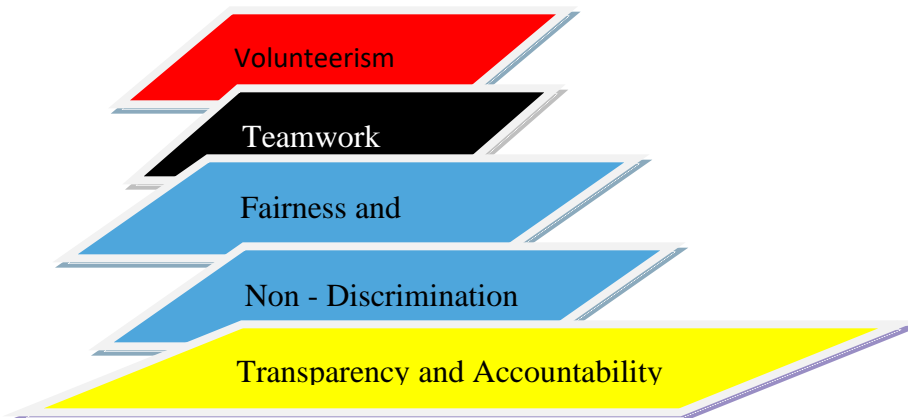 Volunteerism
Teamwork
Fairness and
Non - Discrimination
Transparency and Accountability